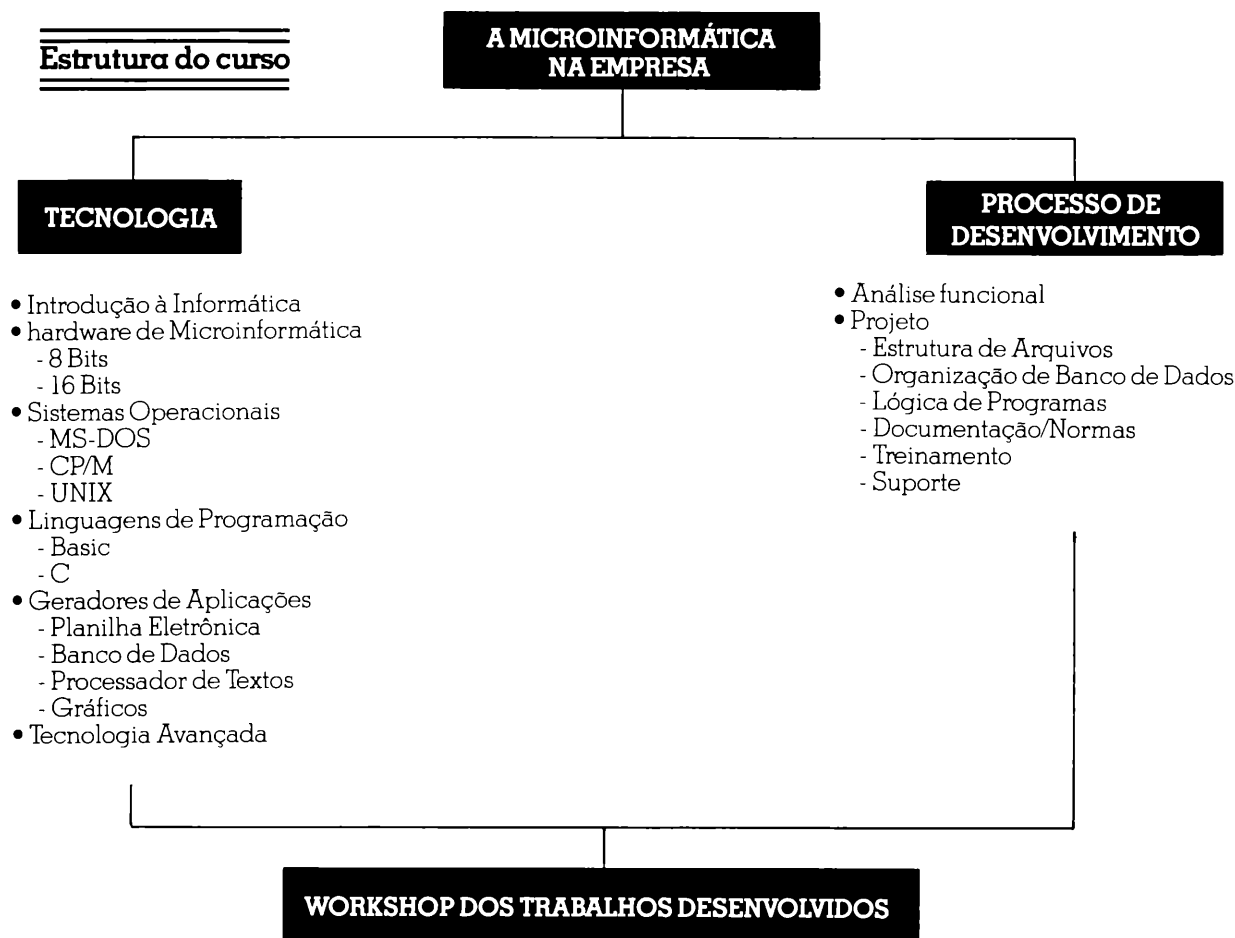 Estrutura do curso
A MICROINFORMÁTICA
NA EMPRESA
TECNOLOGIA
• Introdução à Informática
• hardware de Microinformática
- 8 Bits
- 16 Bits
• Sistemas Operacionais
- MS-DOS
- CP/M
- UNIX
• Linguagens de Programação
- Basic
- C
• Geradores de Aplicações
- Planilha Eletrônica
- Banco de Dados
- Processador de Textos
- Gráficos
• Tecnologia Avançada
PROCESSO DE
DESENVOLVIMENTO
• Análise funcional
• Projeto
- Estrutura de Arquivos
- Organização de Banco de Dados
- Lógica de Programas
- Documentação/Normas
- Treinamento
- Suporte
WORKSHOP DOS TRABALHOS DESENVOLVIDOS